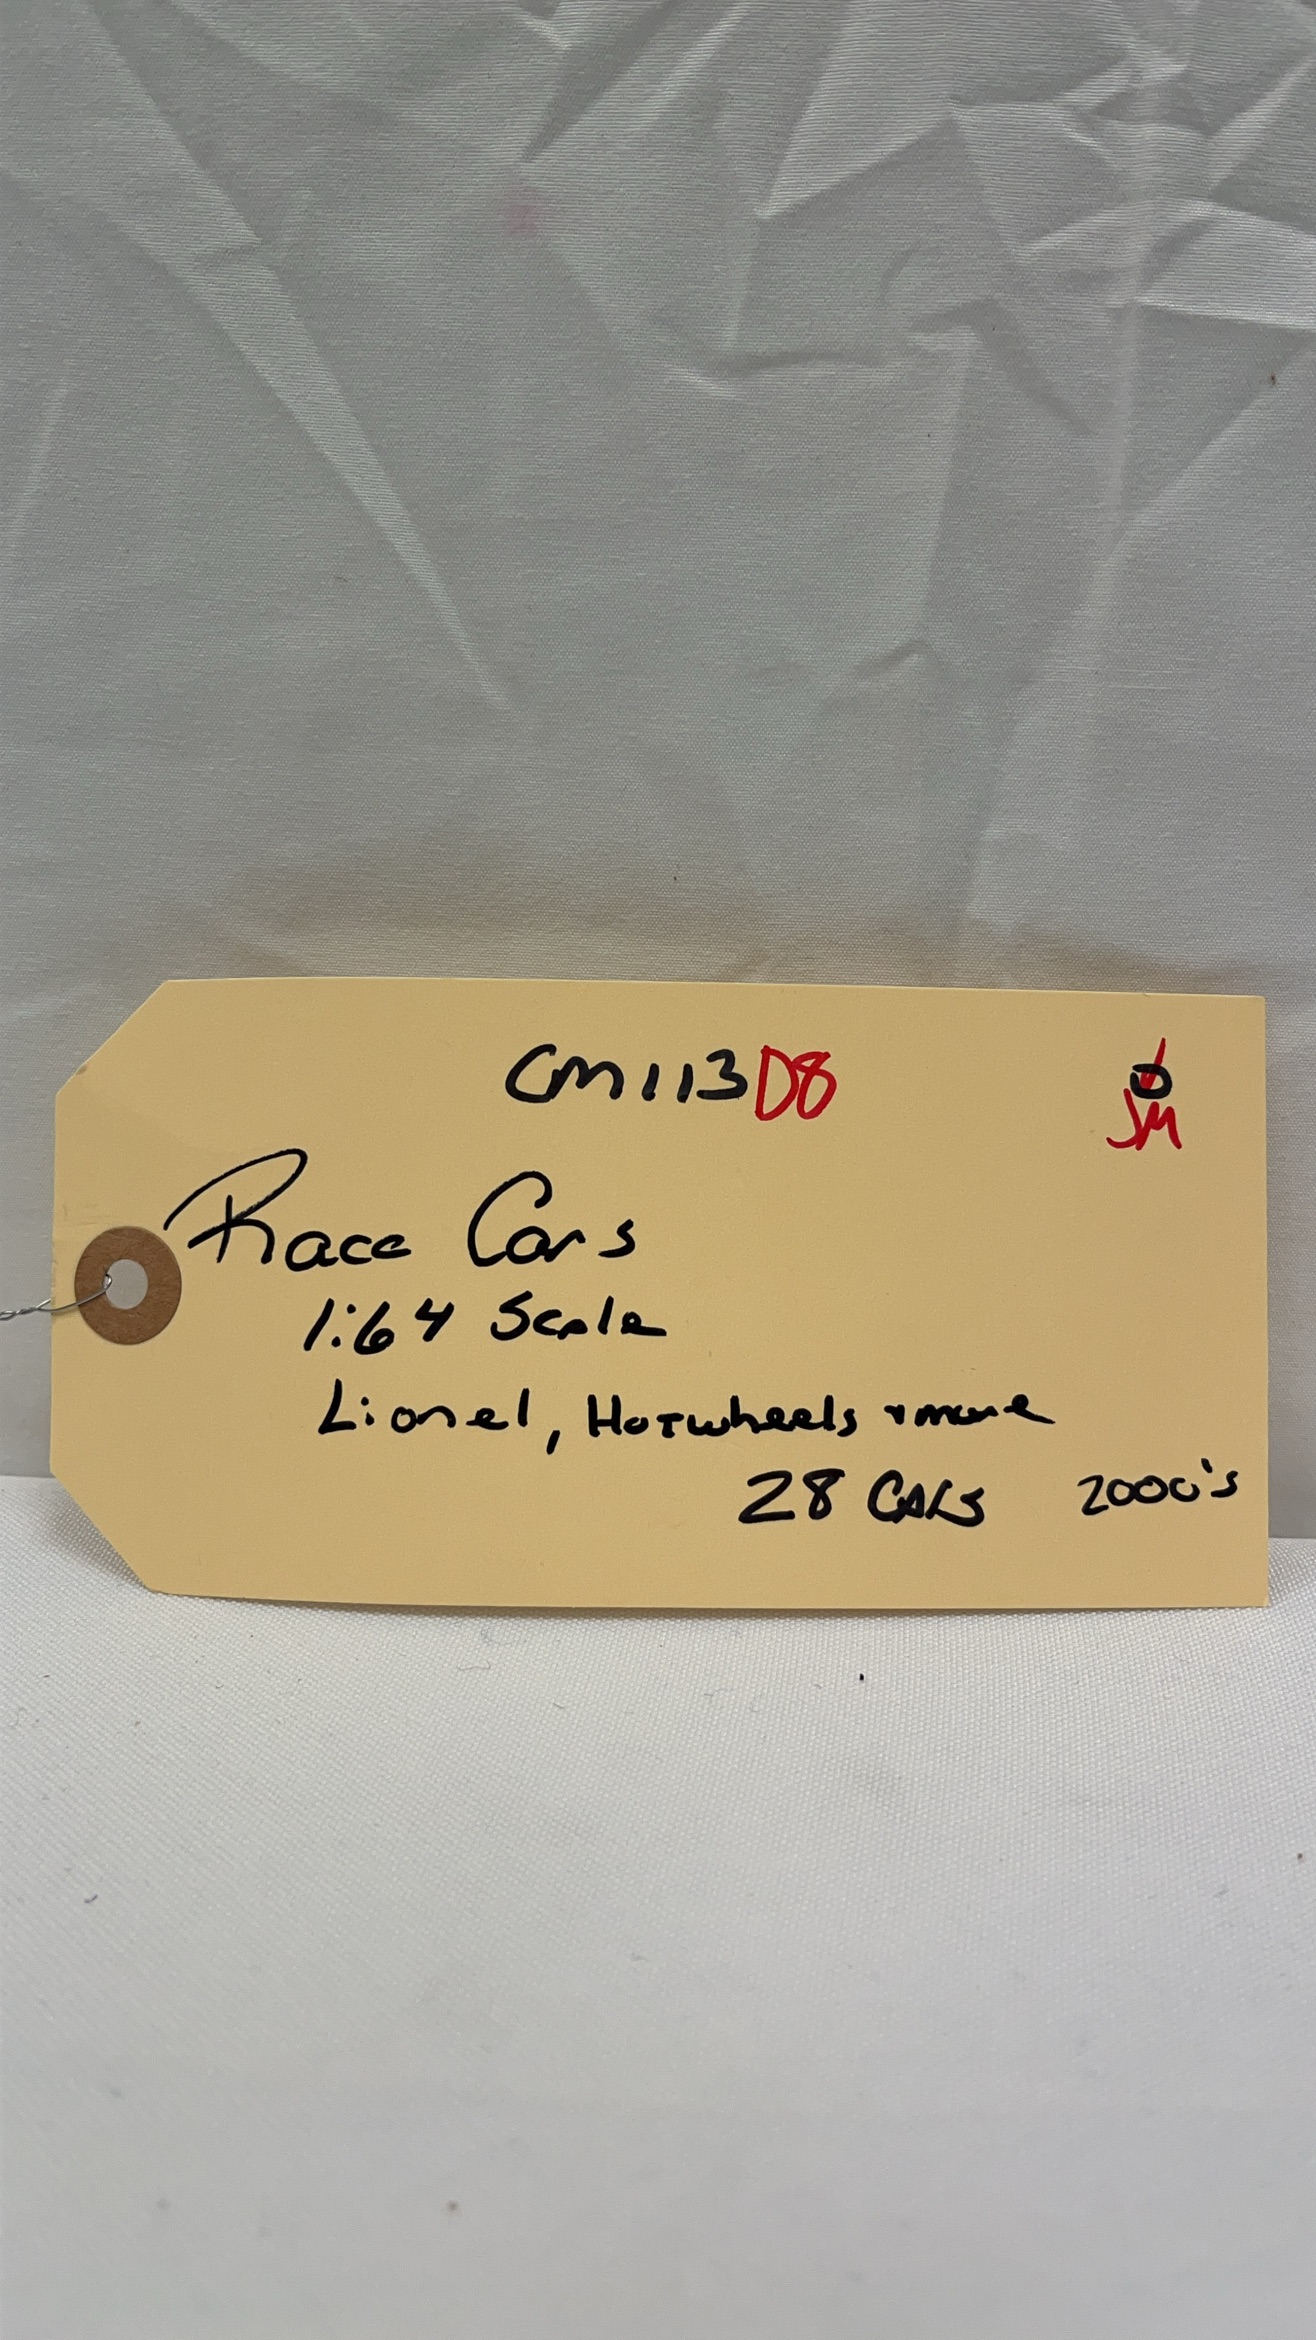 CM113D8
JM
Race Cars
1:64 Scale
Lionel, Hotwheels + more
28 CARS 2000's